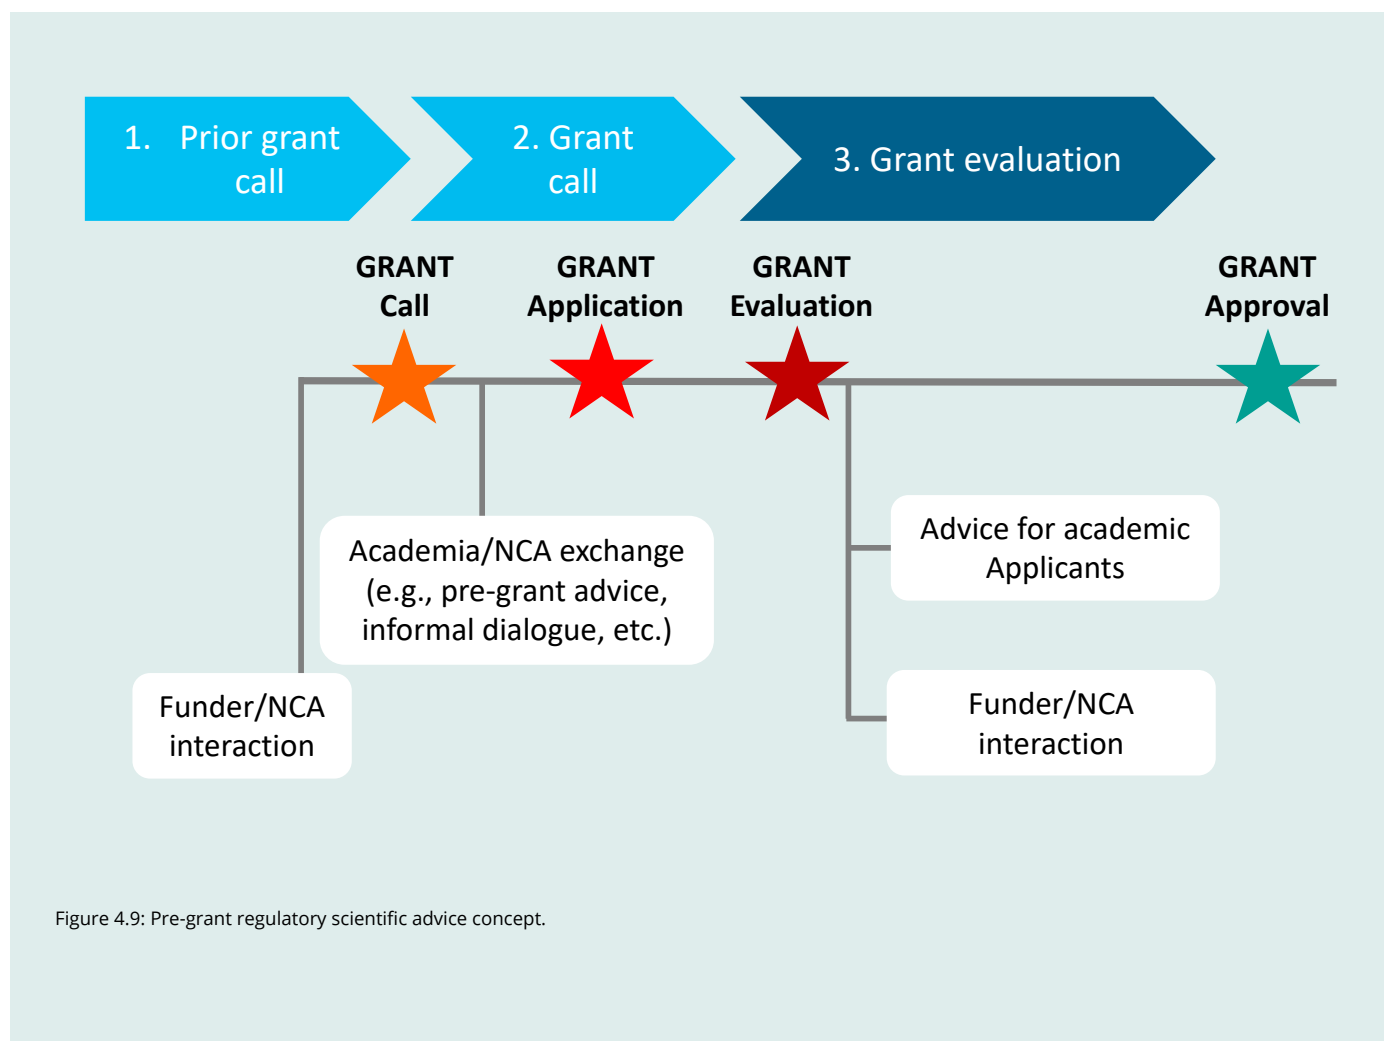 1. Prior grant
call
2. Grant
call
3. Grant evaluation
GRANT
Call
GRANT
Application
GRANT
Evaluation
GRANT
Approval
Academia/NCA exchange
(e.g., pre-grant advice,
informal dialogue, etc.)
Advice for academic
Applicants
Funder/NCA
interaction
Funder/NCA
interaction
Figure 4.9: Pre-grant regulatory scientific advice concept.